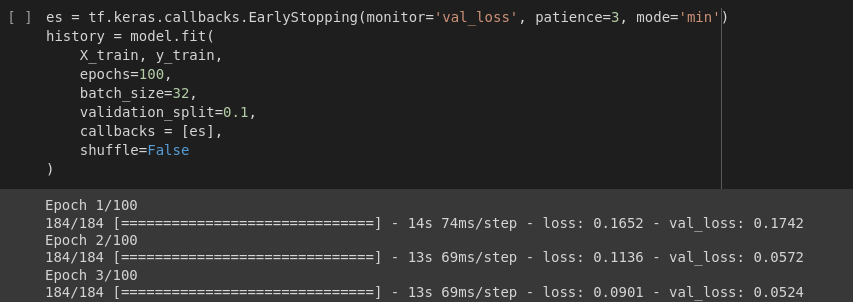 [ ] es = tf.keras.callbacks.EarlyStopping(monitor='val_loss', patience=3, mode='min')
history = model.fit(
    X_train, y_train,
    epochs=100,
    batch_size=32,
    validation_split=0.1,
    callbacks = [es],
    shuffle=False
)
Epoch 1/100
184/184 [==============================] - 14s 74ms/step - loss: 0.1652 - val_loss: 0.1742
Epoch 2/100
184/184 [==============================] - 13s 69ms/step - loss: 0.1136 - val_loss: 0.0572
Epoch 3/100
184/184 [==============================] - 13s 69ms/step - loss: 0.0901 - val_loss: 0.0524